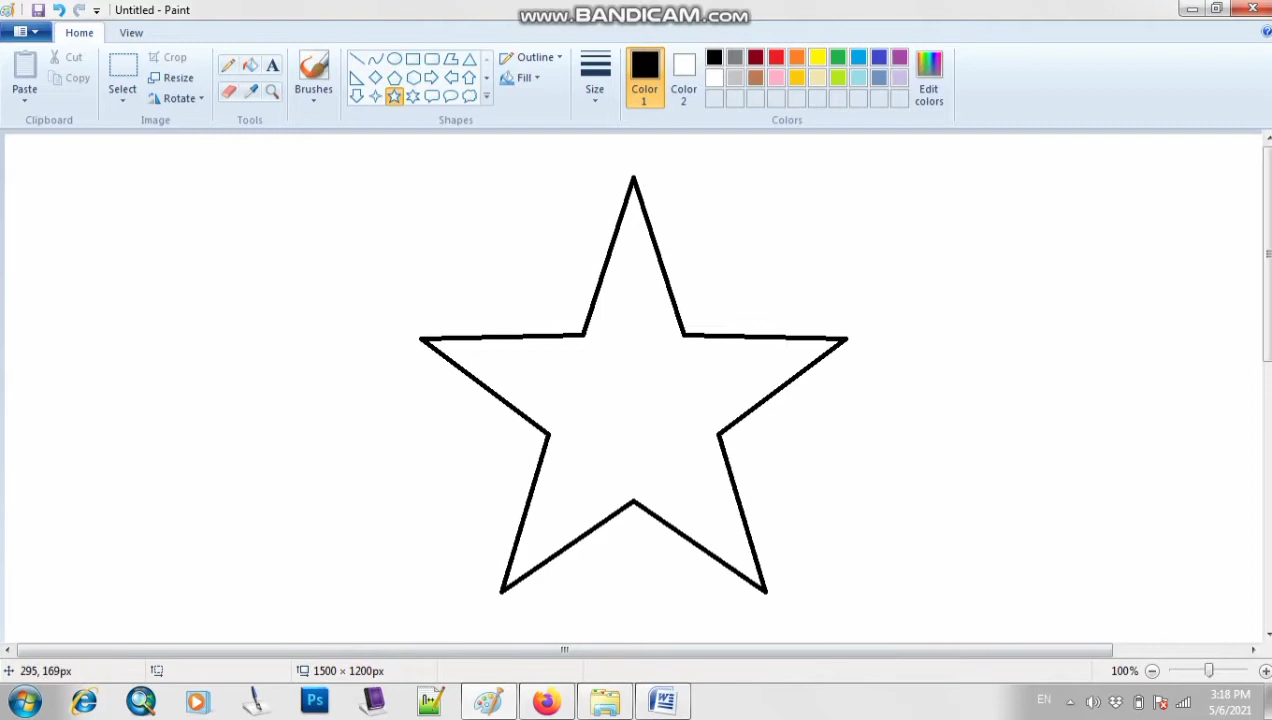 Untitled - Paint
www.BANDICAM.com
Home
View
Paste
Cut
Copy
Clipboard
Select
Crop
Resize
Rotate
Image
Tools
Brushes
Outline
Fill
Shapes
Size
Color 1
Color 2
Edit colors
Colors
295, 169px
1500 × 1200px
100%
Ps
n++
W
EN
3:18 PM
5/6/2021